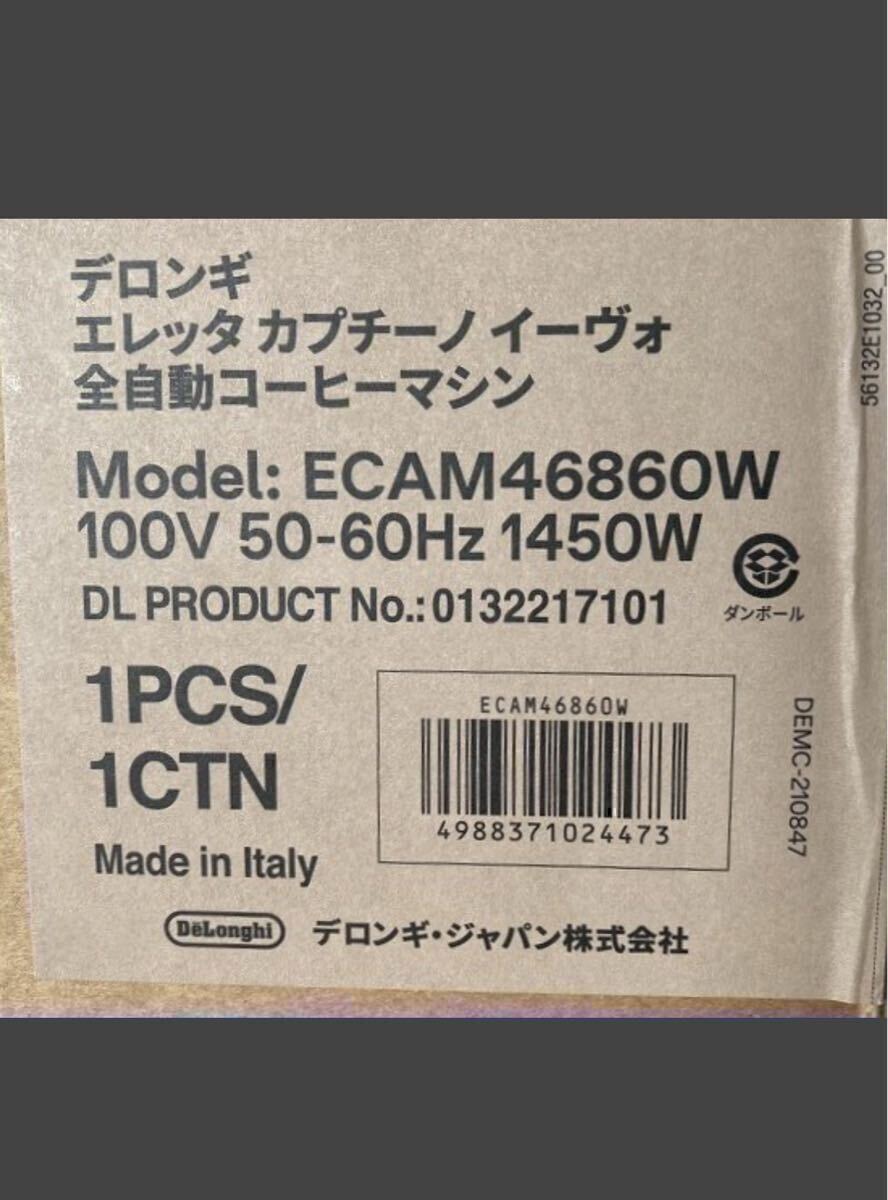 デロンギ
エレッタ カプチーノ イーヴォ
全自動コーヒーマシン
Model: ECAM46860W
100V 50-60Hz 1450W
DL PRODUCT No.: 0132217101
ダンボール
1PCS/
1CTN
Made in Italy
ECAM46860W
4988371024473
DēLonghi デロンギ・ジャパン株式会社
56132E1032_00
DEMC-210847